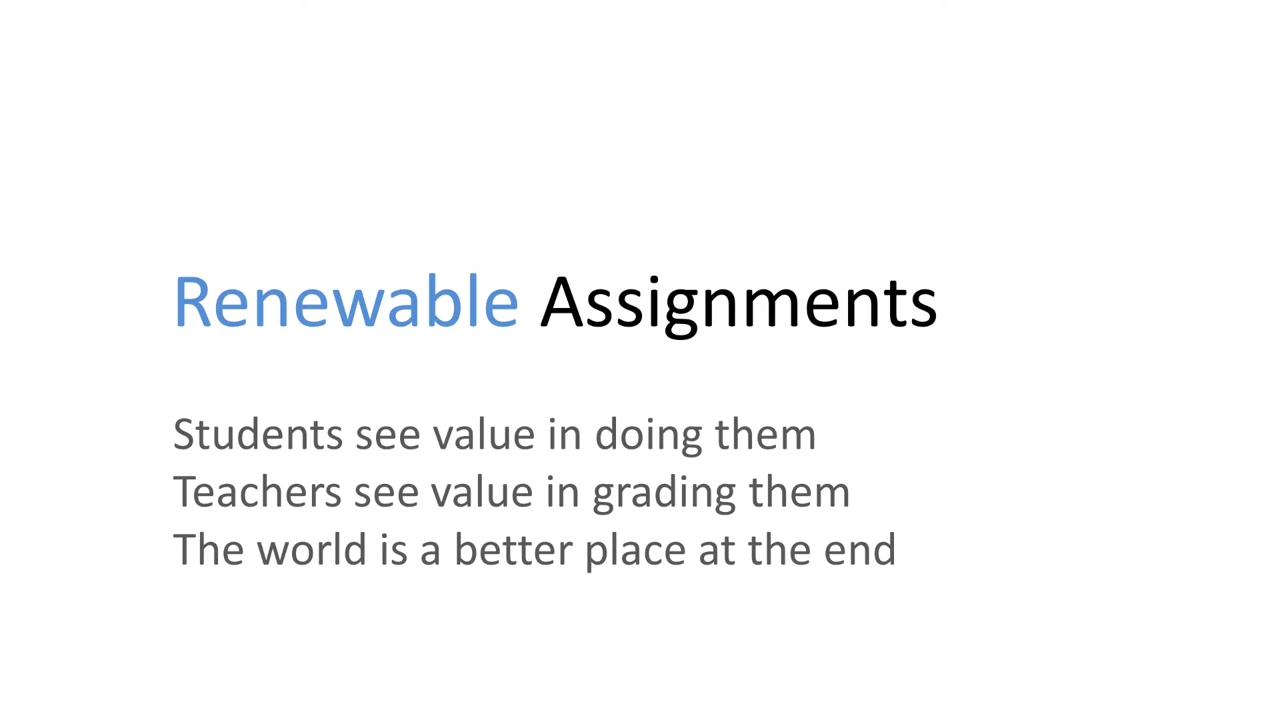 Renewable Assignments
Students see value in doing them
Teachers see value in grading them
The world is a better place at the end